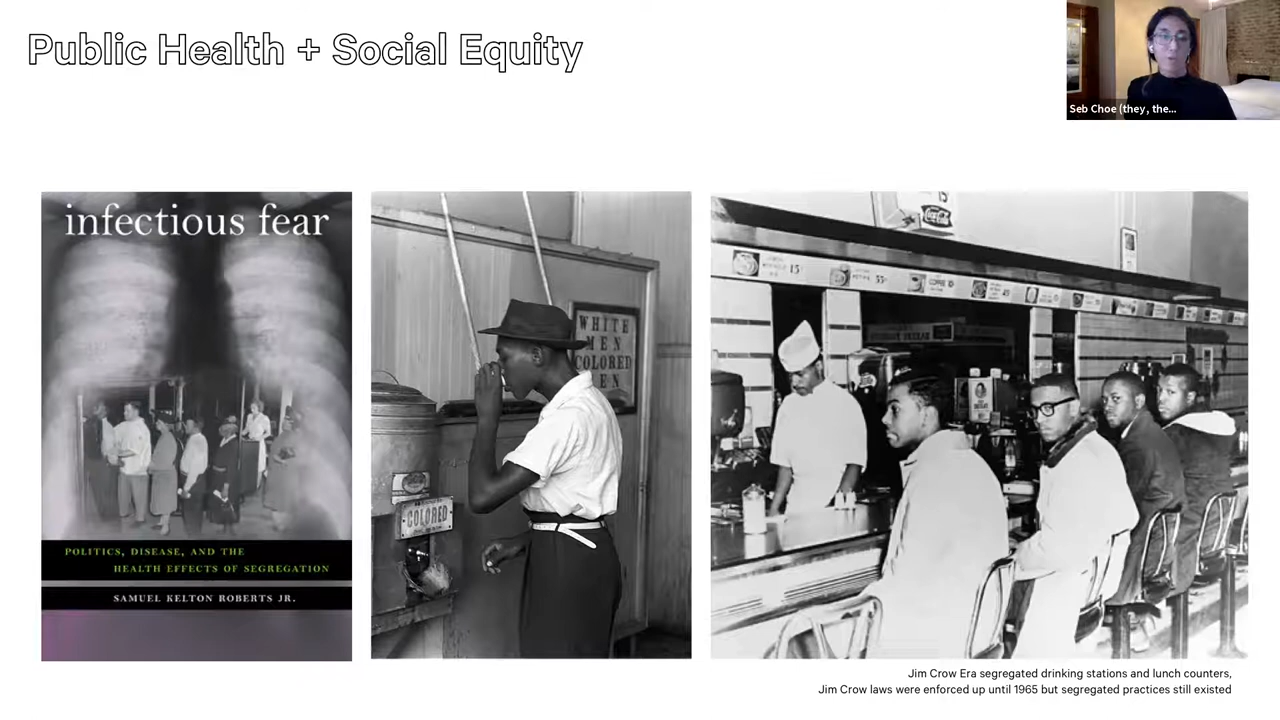 Public Health + Social Equity
Seb Choe (they, the...
infectious fear
POLITICS, DISEASE, AND THE
HEALTH EFFECTS OF SEGREGATION
SAMUEL KELTON ROBERTS JR.
WHITE
MEN
COLORED
COLORED
Coca-Cola
15¢
Jim Crow Era segregated drinking stations and lunch counters,
Jim Crow laws were enforced up until 1965 but segregated practices still existed